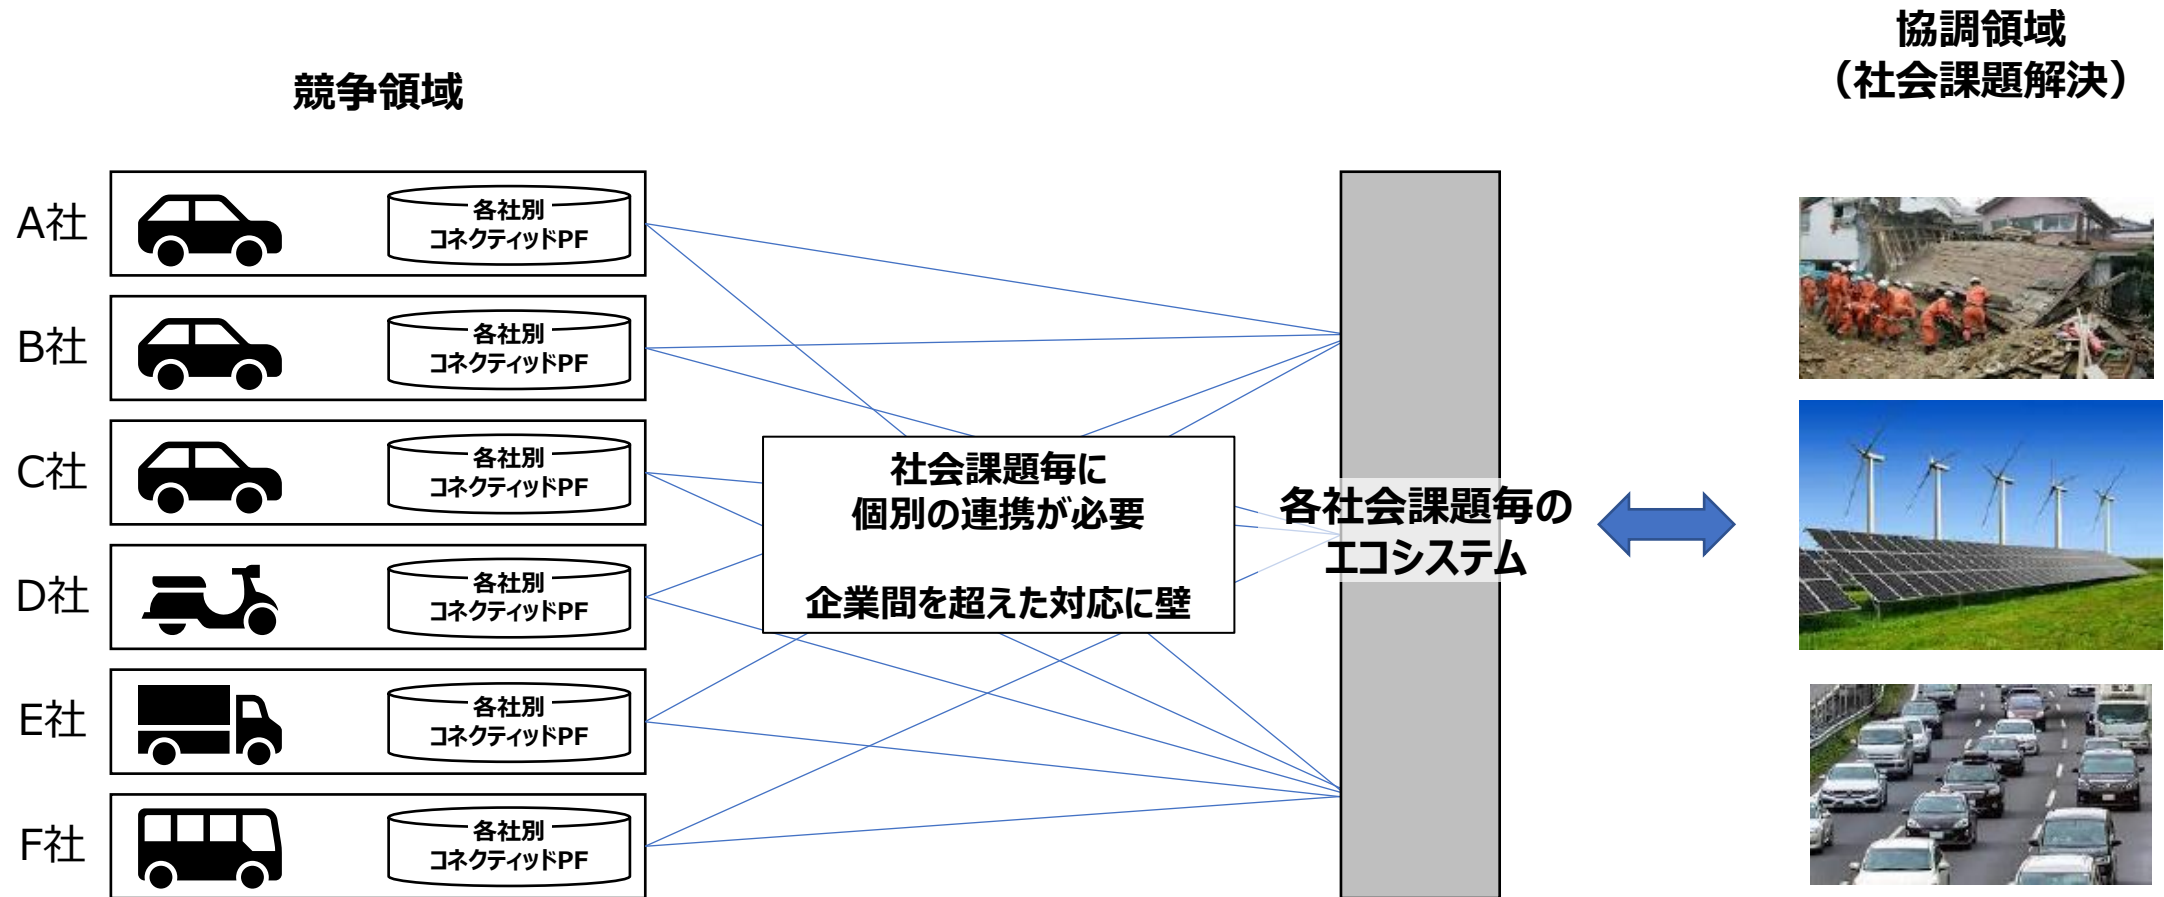 競争領域
協調領域
（社会課題解決）
A社
各社別
コネクティッドPF
B社
各社別
コネクティッドPF
C社
各社別
コネクティッドPF
D社
各社別
コネクティッドPF
E社
各社別
コネクティッドPF
F社
各社別
コネクティッドPF
社会課題毎に
個別の連携が必要
企業間を超えた対応に壁
各社会課題毎の
エコシステム